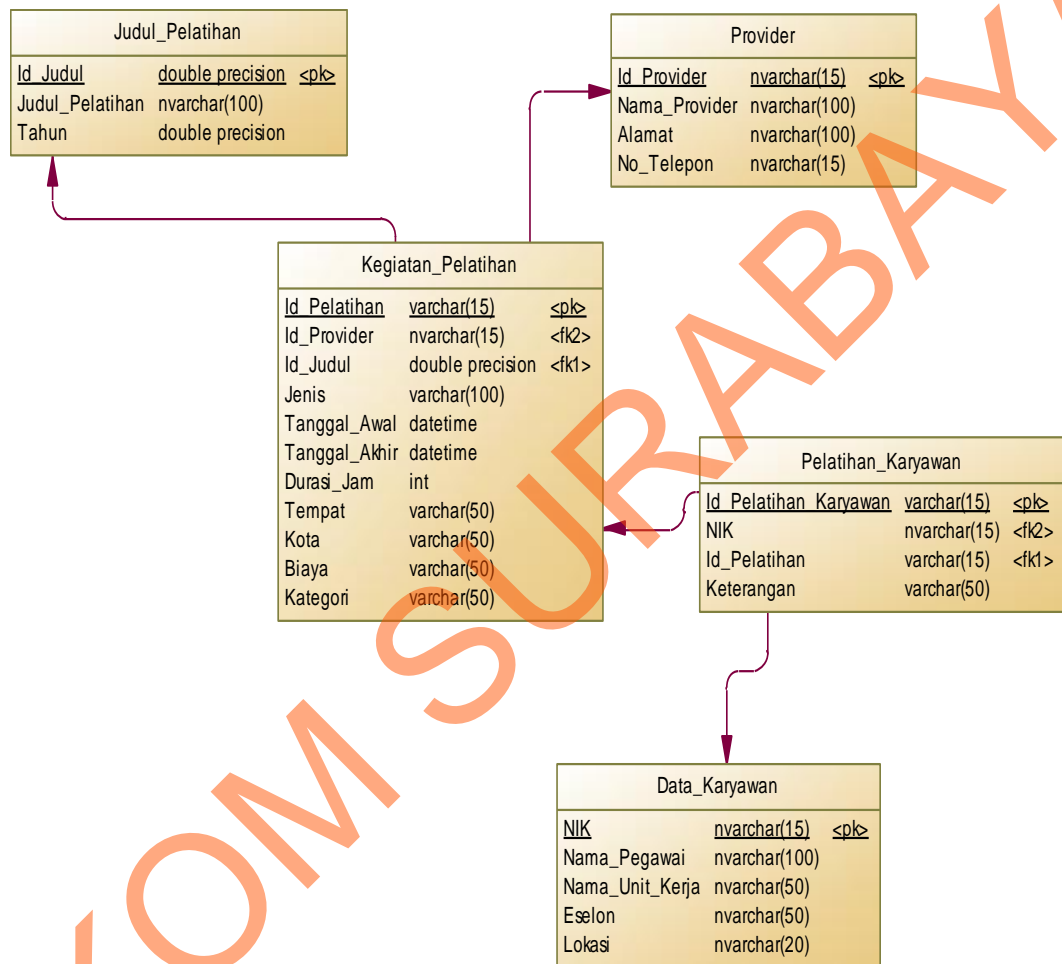 Judul_Pelatihan
Id_Judul double precision <pk>
Judul_Pelatihan nvarchar(100)
Tahun double precision
Provider
Id_Provider nvarchar(15) <pk>
Nama_Provider nvarchar(100)
Alamat nvarchar(100)
No_Telepon nvarchar(15)
Kegiatan_Pelatihan
Id_Pelatihan varchar(15) <pk>
Id_Provider nvarchar(15) <fk2>
Id_Judul double precision <fk1>
Jenis varchar(100)
Tanggal_Awal datetime
Tanggal_Akhir datetime
Durasi_Jam int
Tempat varchar(50)
Kota varchar(50)
Biaya varchar(50)
Kategori varchar(50)
Pelatihan_Karyawan
Id_Pelatihan_Karyawan varchar(15) <pk>
NIK nvarchar(15) <fk2>
Id_Pelatihan varchar(15) <fk1>
Keterangan varchar(50)
Data_Karyawan
NIK nvarchar(15) <pk>
Nama_Pegawai nvarchar(100)
Nama_Unit_Kerja nvarchar(50)
Eselon nvarchar(50)
Lokasi nvarchar(20)
KOM SURABAY